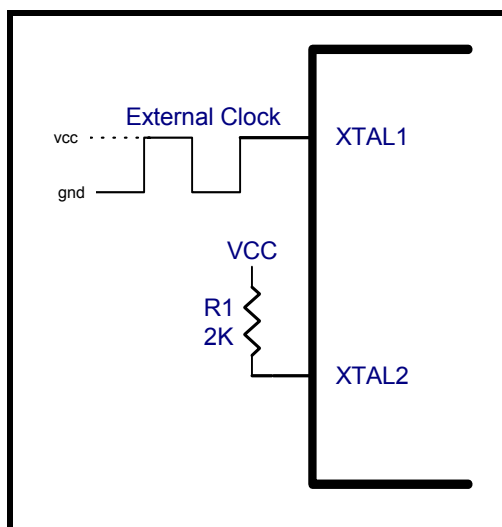 External Clock
vcc
XTAL1
gnd
VCC
R1
2K
XTAL2